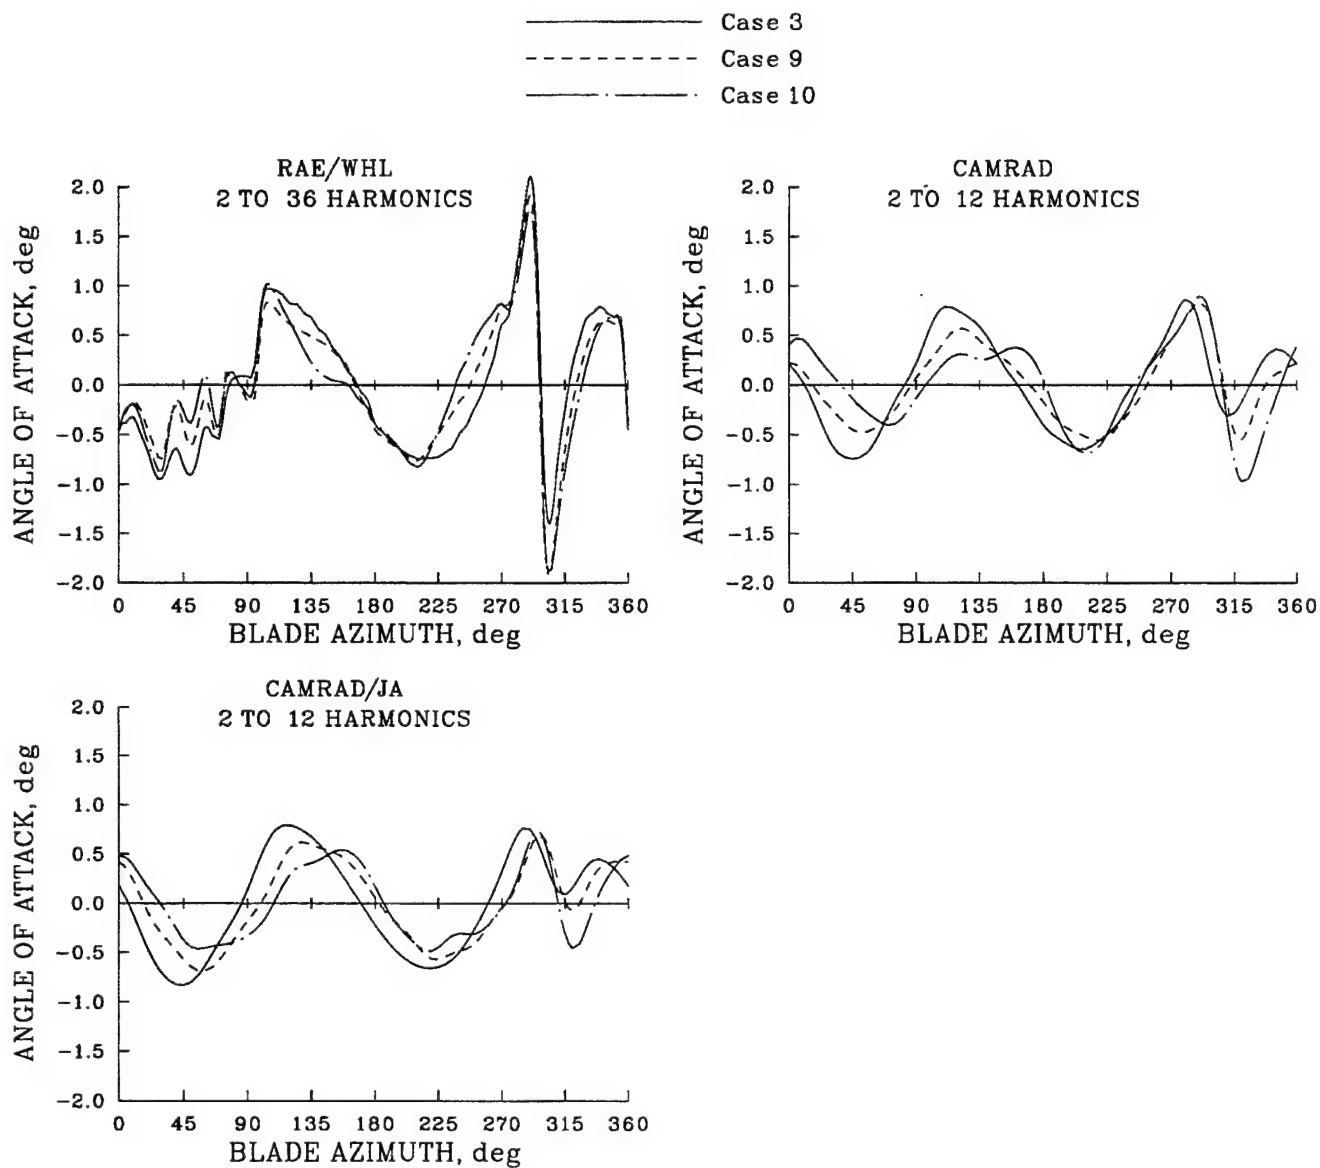 Case 3
Case 9
Case 10
RAE/WHL
2 TO 36 HARMONICS
2.0
1.5
1.0
0.5
0.0
-0.5
-1.0
-1.5
-2.0
ANGLE OF ATTACK, deg
0 45 90 135 180 225 270 315 360
BLADE AZIMUTH, deg
CAMRAD
2 TO 12 HARMONICS
2.0
1.5
1.0
0.5
0.0
-0.5
-1.0
-1.5
-2.0
ANGLE OF ATTACK, deg
0 45 90 135 180 225 270 315 360
BLADE AZIMUTH, deg
CAMRAD/JA
2 TO 12 HARMONICS
2.0
1.5
1.0
0.5
0.0
-0.5
-1.0
-1.5
-2.0
ANGLE OF ATTACK, deg
0 45 90 135 180 225 270 315 360
BLADE AZIMUTH, deg